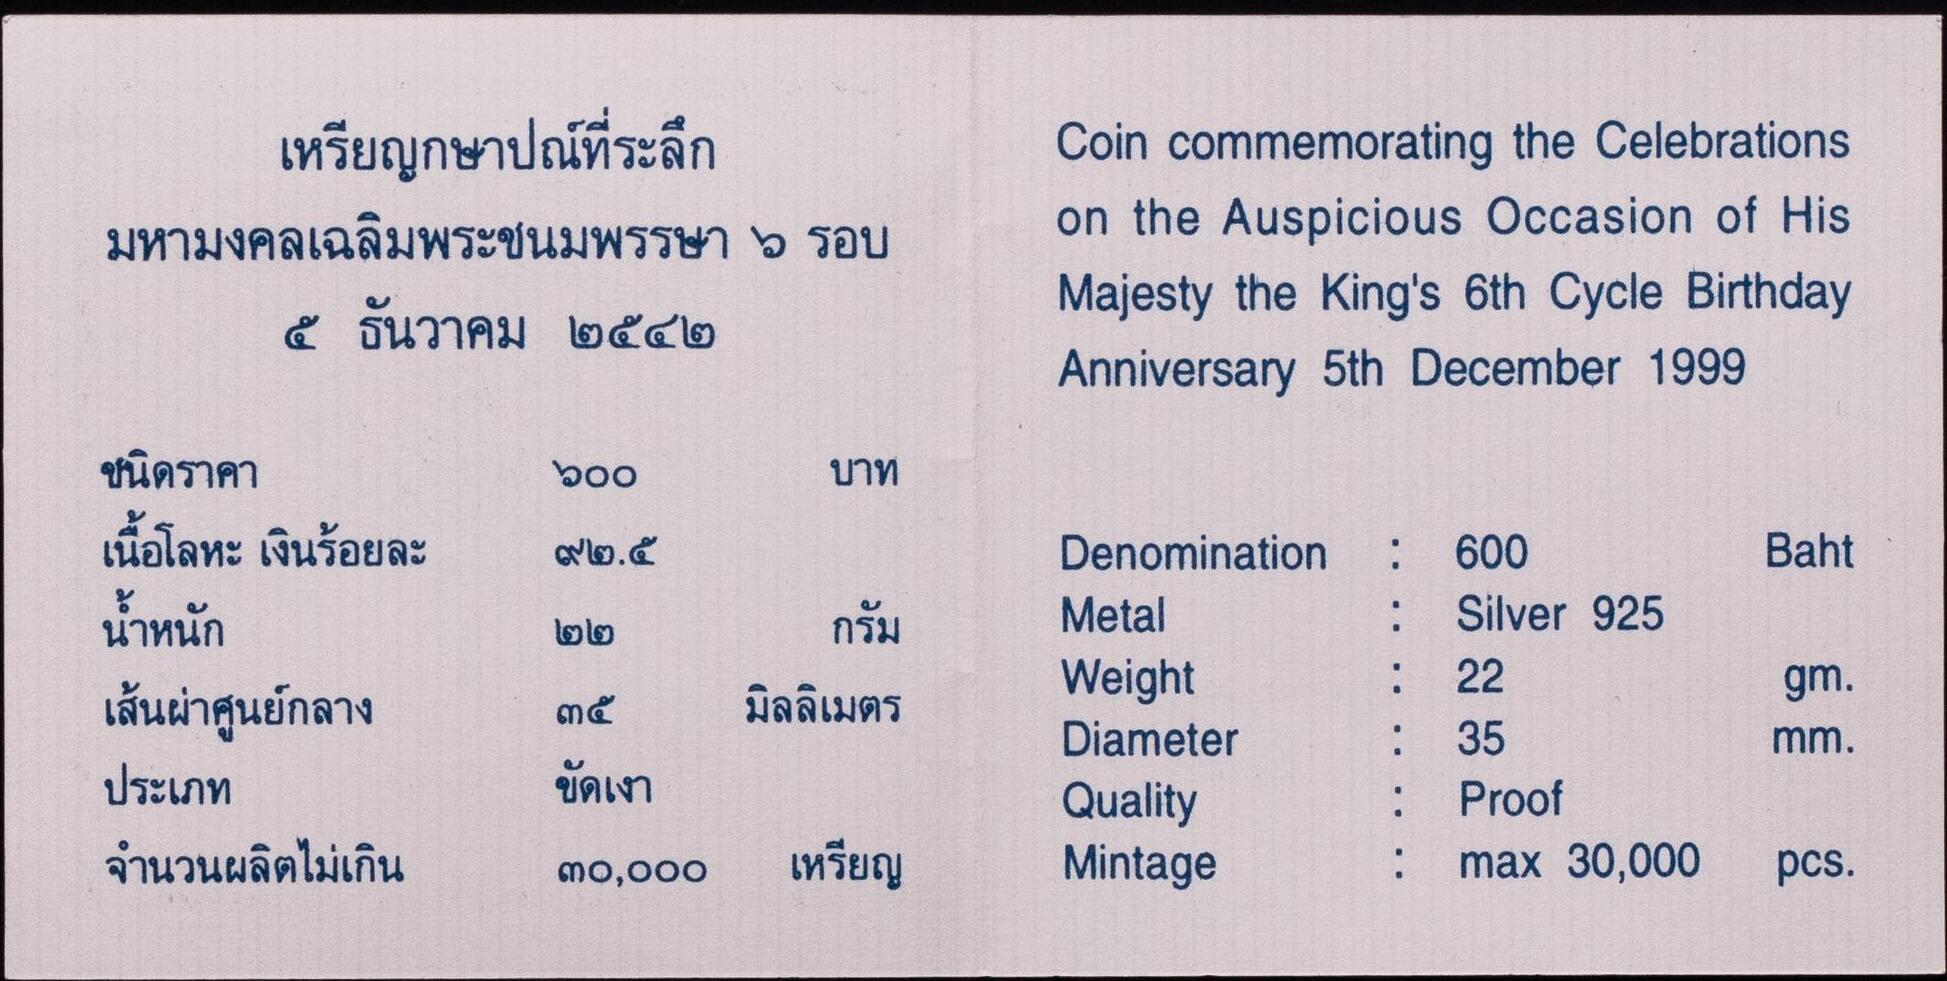 เหรียญกษาปณ์ที่ระลึก
มหามงคลเฉลิมพระชนมพรรษา ๖ รอบ
๕ ธันวาคม ๒๕๔๒
ชนิดราคา ๖๐๐ บาท
เนื้อโลหะ เงินร้อยละ ๙๒.๕
น้ำหนัก ๒๒ กรัม
เส้นผ่าศูนย์กลาง ๓๕ มิลลิเมตร
ประเภท ขัดเงา
จำนวนผลิตไม่เกิน ๓๐,๐๐๐ เหรียญ
Coin commemorating the Celebrations
on the Auspicious Occasion of His
Majesty the King's 6th Cycle Birthday
Anniversary 5th December 1999
Denomination : 600 Baht
Metal : Silver 925
Weight : 22 gm.
Diameter : 35 mm.
Quality : Proof
Mintage : max 30,000 pcs.